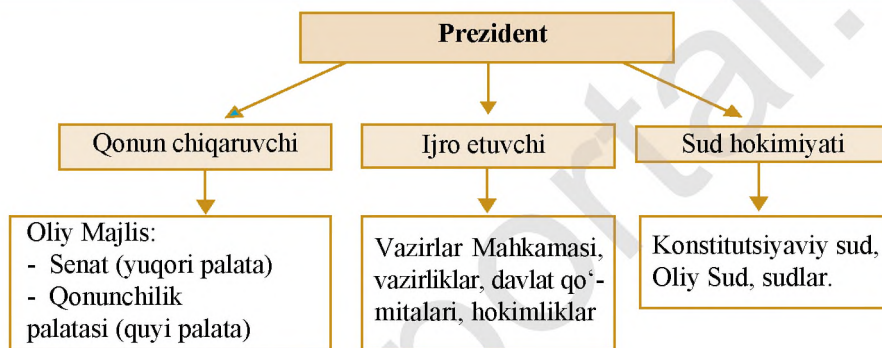 Prezident
Qonun chiqaruvchi
Ijro etuvchi
Sud hokimiyati
Oliy Majlis:
- Senat (yuqori palata)
- Qonunchilik
palatasi (quyi palata)
Vazirlar Mahkamasi,
vazirliklar, davlat qo‘-
mitalari, hokimliklar
Konstitutsiyaviy sud,
Oliy Sud, sudlar.
portal.